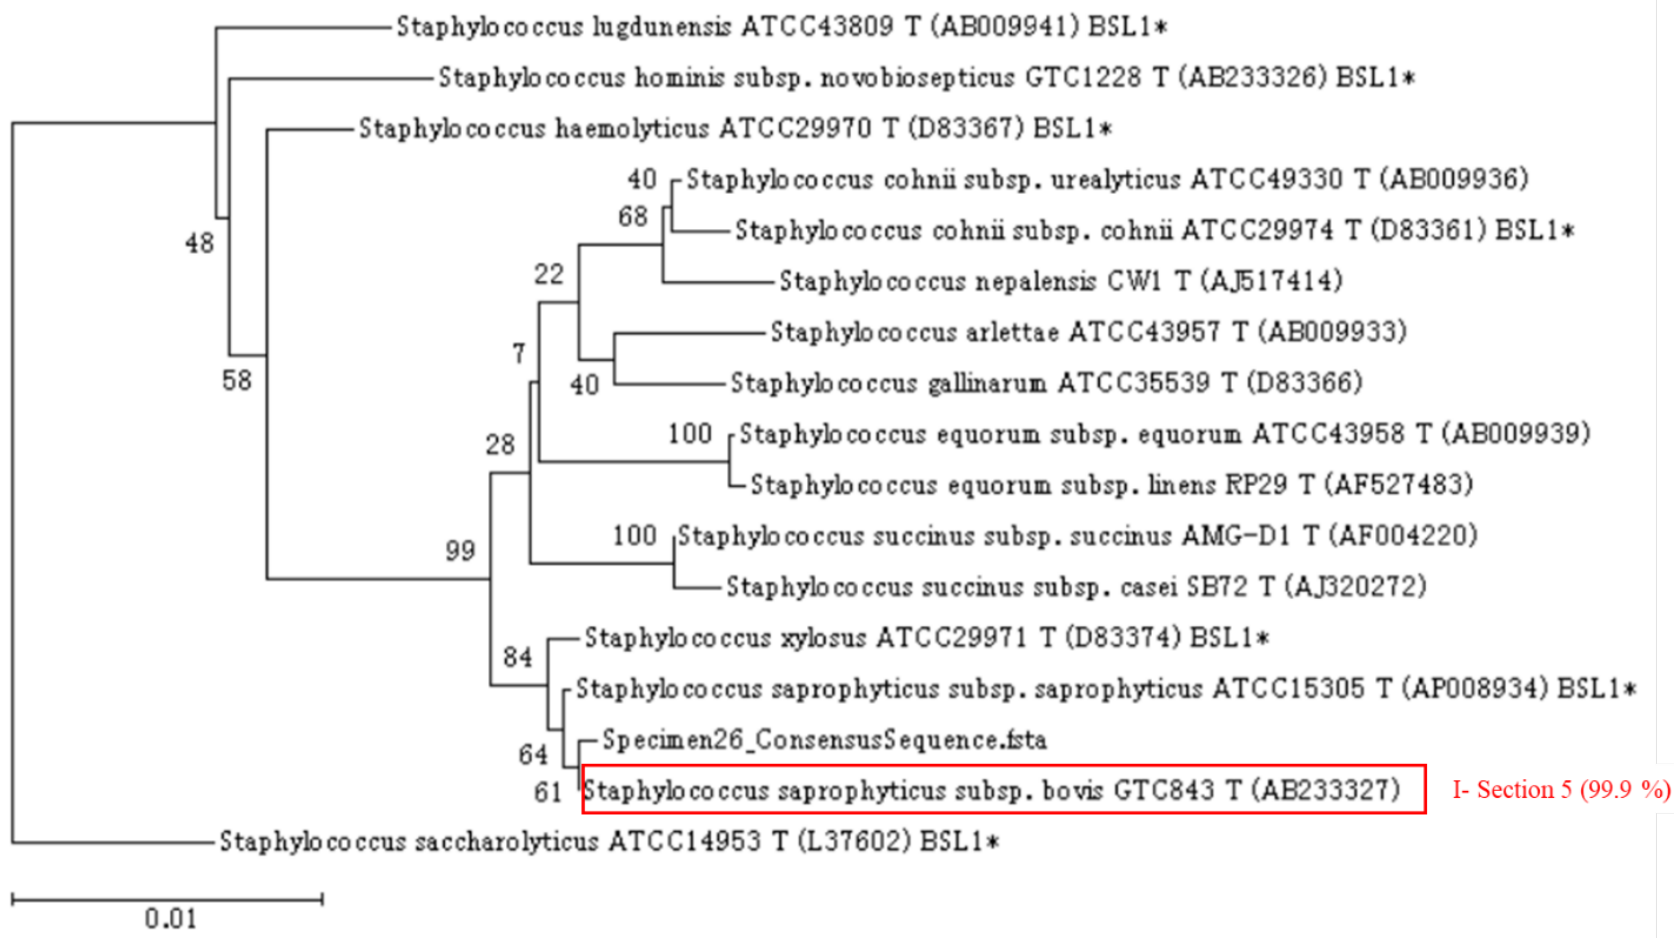 Staphylococcus lugdunensis ATCC43809 T (AB009941) BSL1*
Staphylococcus hominis subsp. novobiosepticus GTC1228 T (AB233326) BSL1*
Staphylococcus haemolyticus ATCC29970 T (D83367) BSL1*
40 Staphylococcus cohnii subsp. urealyticus ATCC49330 T (AB009936)
68
Staphylococcus cohnii subsp. cohnii ATCC29974 T (D83361) BSL1*
48
22
Staphylococcus nepalensis CW1 T (AJ517414)
Staphylococcus arlettae ATCC43957 T (AB009933)
7
58
40
Staphylococcus gallinarum ATCC35539 T (D83366)
100 Staphylococcus equorum subsp. equorum ATCC43958 T (AB009939)
28
Staphylococcus equorum subsp. linens RP29 T (AF527483)
100 Staphylococcus succinus subsp. succinus AMG-D1 T (AF004220)
99
Staphylococcus succinus subsp. casei SB72 T (AJ320272)
Staphylococcus xylosus ATCC29971 T (D83374) BSL1*
84
Staphylococcus saprophyticus subsp. saprophyticus ATCC15305 T (AP008934) BSL1*
Specimen26_ConsensusSequence.fsta
64
61 Staphylococcus saprophyticus subsp. bovis GTC843 T (AB233327) I- Section 5 (99.9 %)
Staphylococcus saccharolyticus ATCC14953 T (L37602) BSL1*
0.01